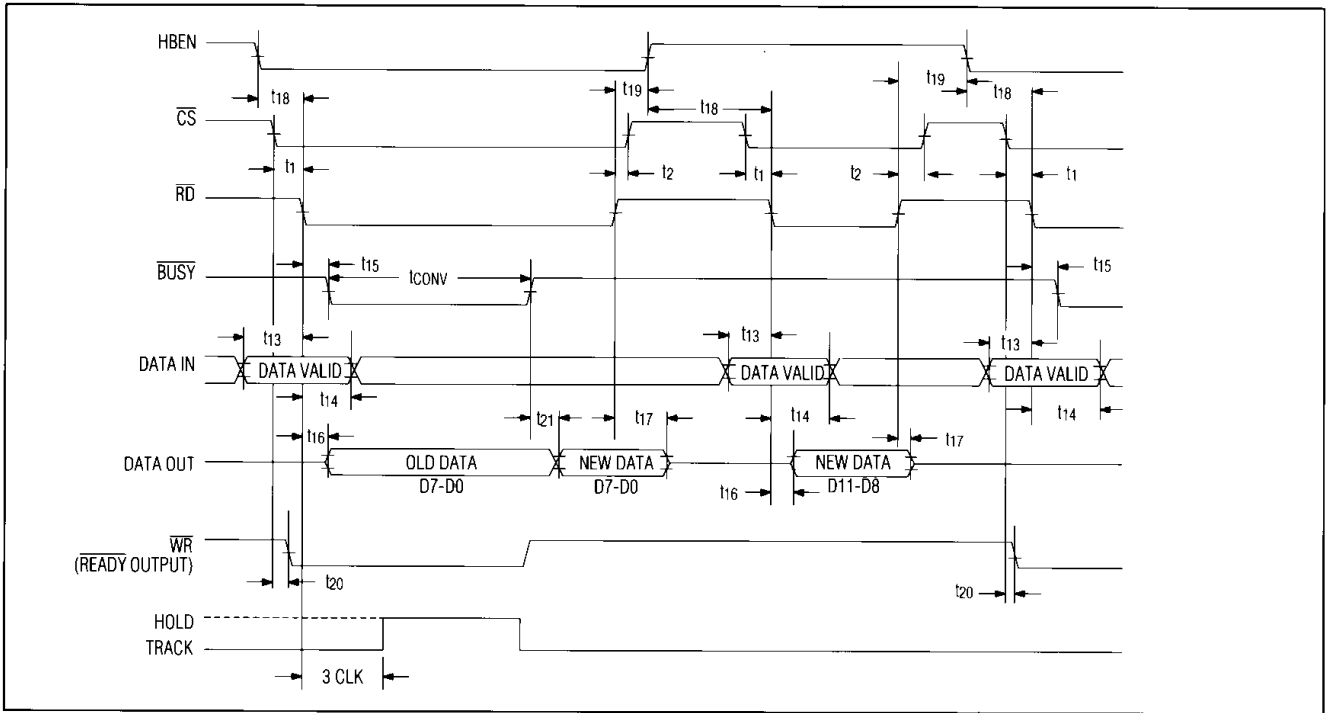 HBEN
t19
t19
t18
t18
t18
CS
t1
t2
t1
t2
t1
RD
t15
tCONV
t15
BUSY
t13
t13
t13
DATA IN
DATA VALID
DATA VALID
DATA VALID
t14
t14
t14
t21
t17
t17
t16
DATA OUT
OLD DATA
NEW DATA
NEW DATA
D7-D0
D7-D0
D11-D8
t16
WR
(READY OUTPUT)
t20
t20
HOLD
TRACK
3 CLK